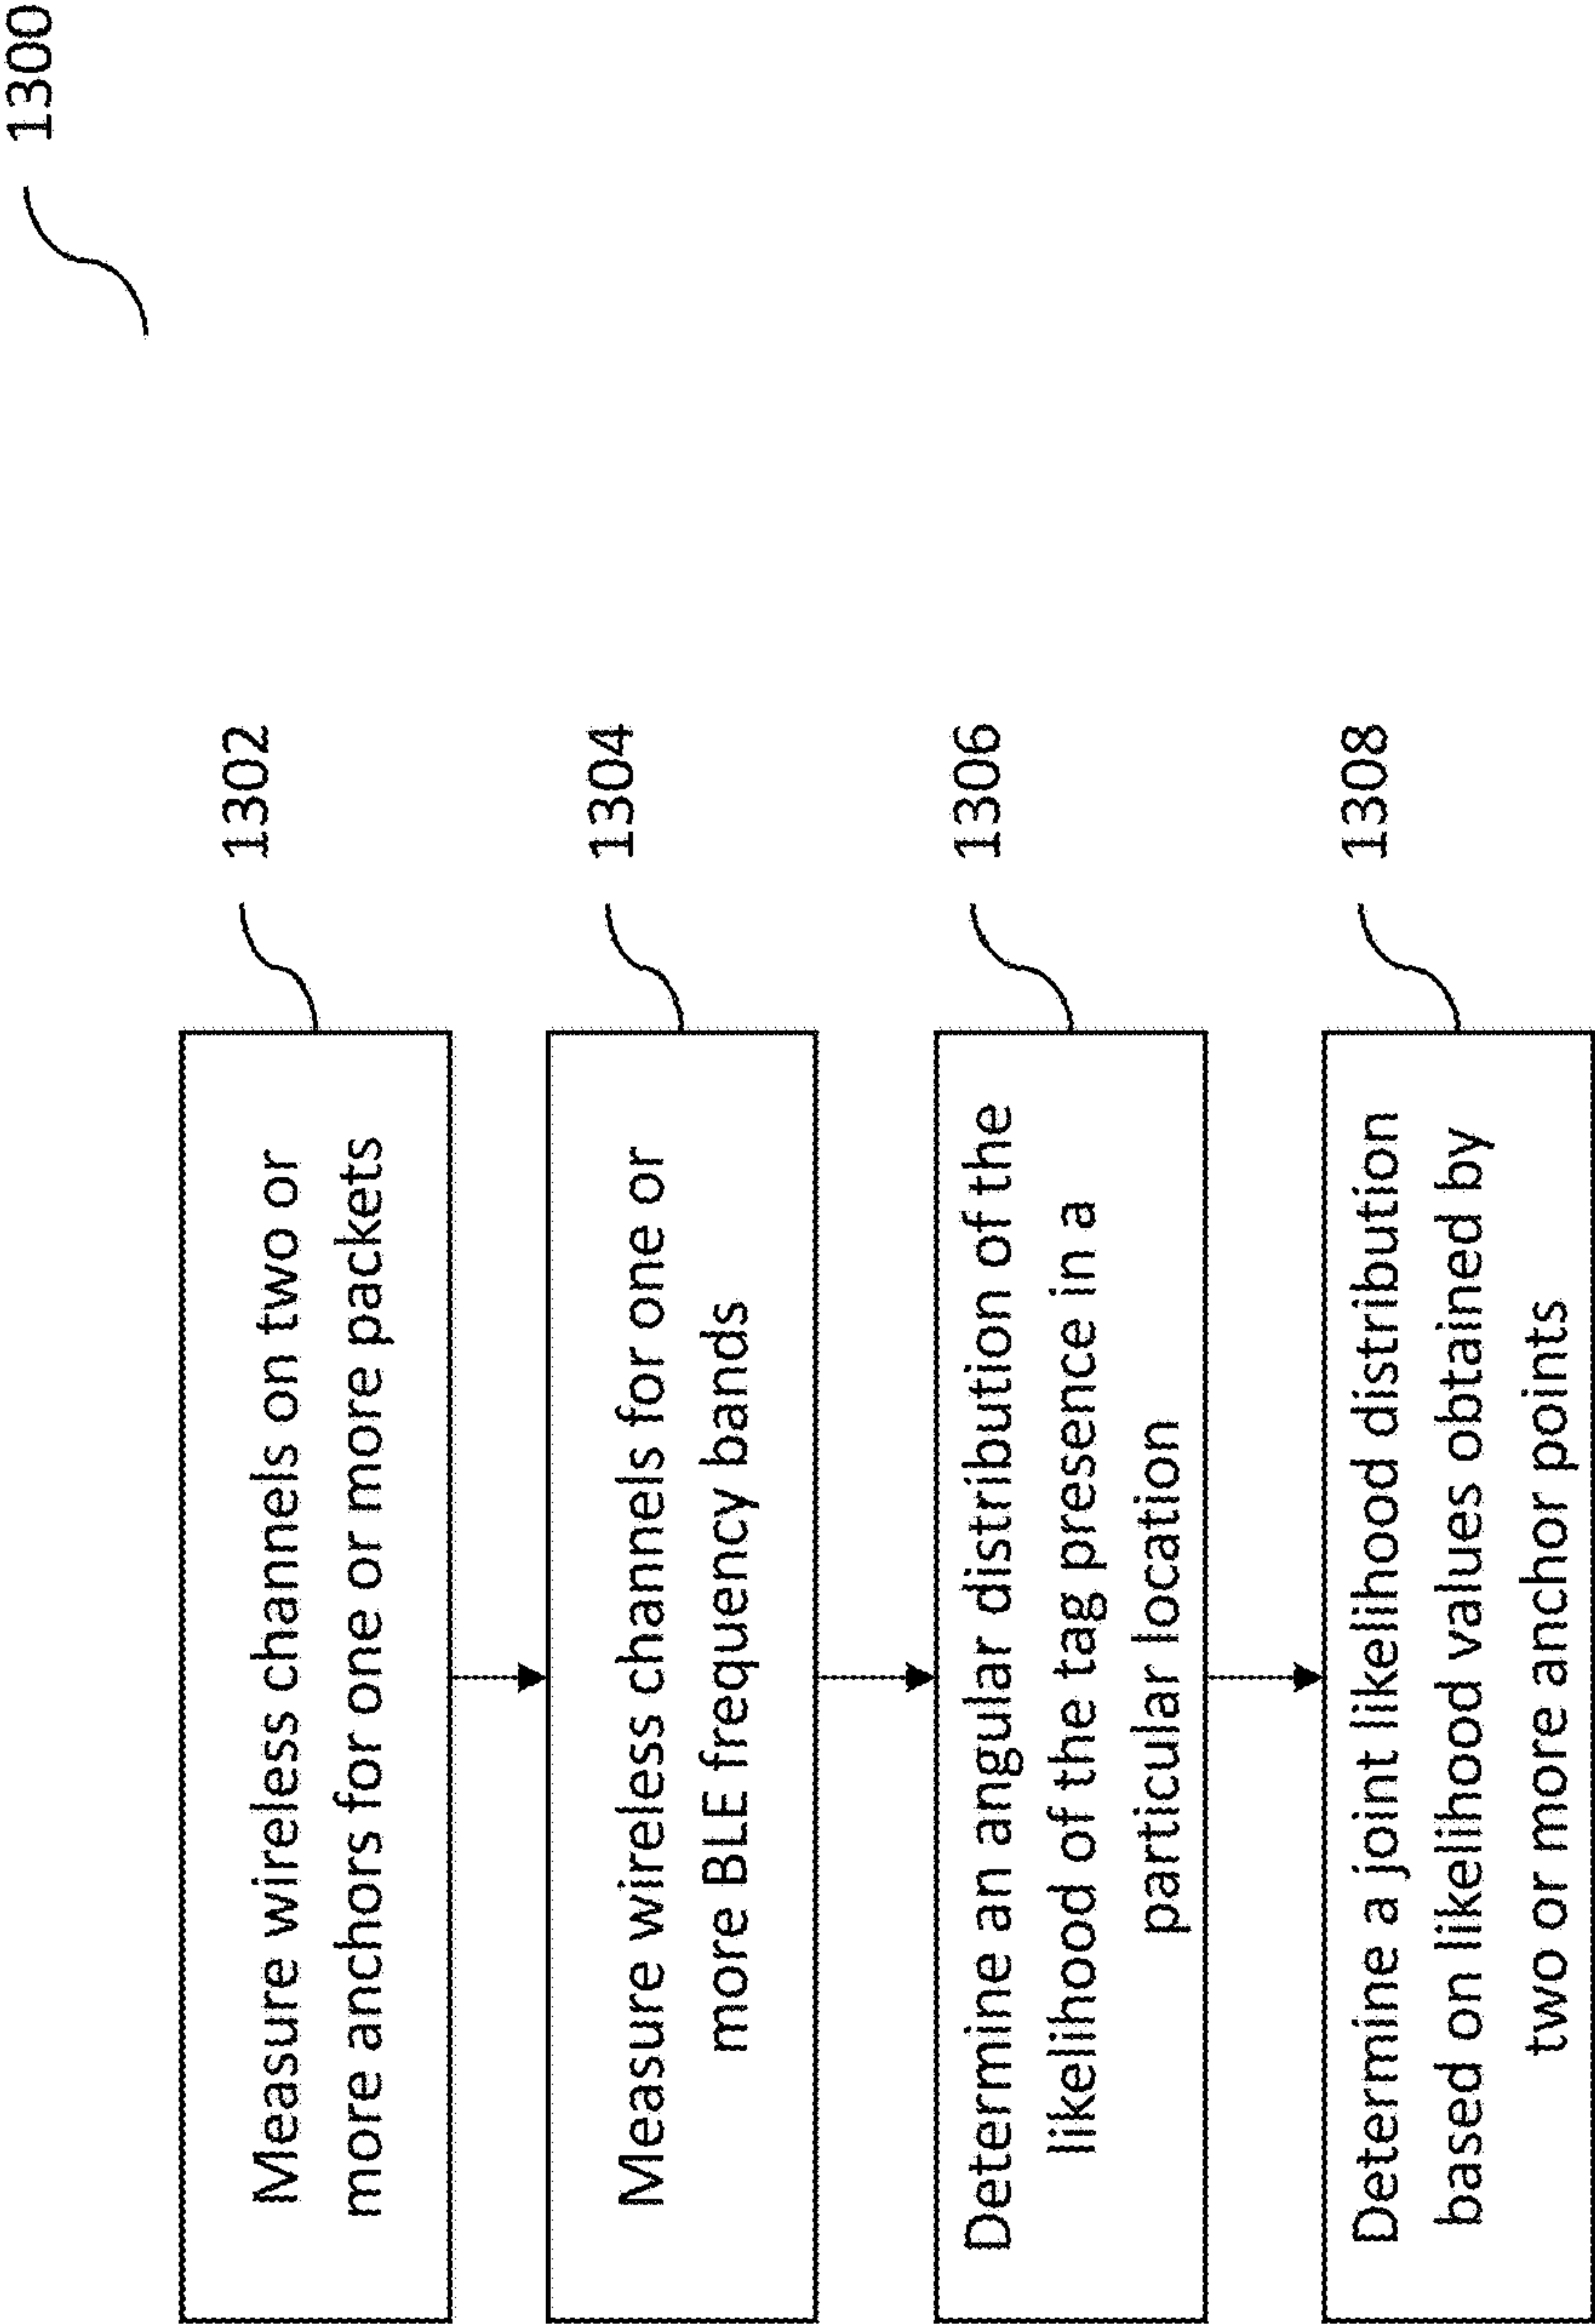 1300
Measure wireless channels on two or
more anchors for one or more packets
1302
Measure wireless channels for one or
more BLE frequency bands
1304
Determine an angular distribution of the
likelihood of the tag presence in a
particular location
1306
Determine a joint likelihood distribution
based on likelihood values obtained by
two or more anchor points
1308